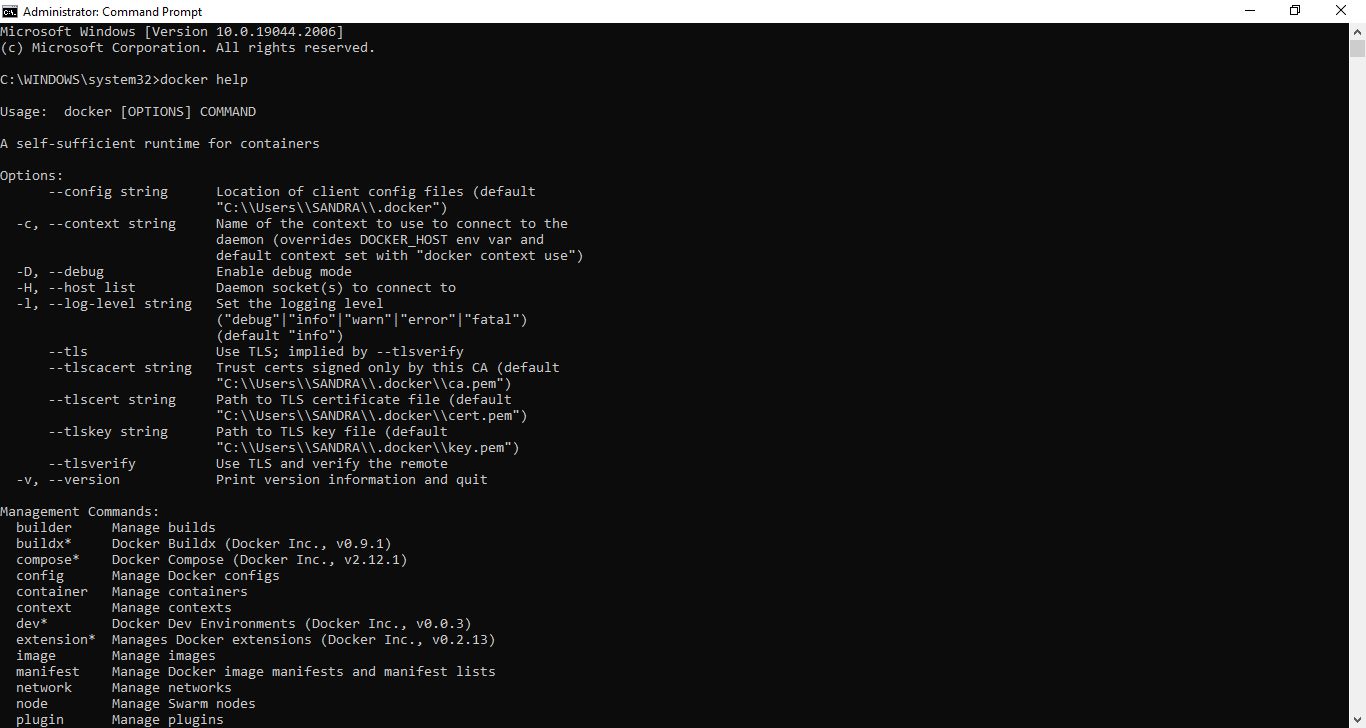 Administrator: Command Prompt
Microsoft Windows [Version 10.0.19044.2006]
(c) Microsoft Corporation. All rights reserved.
C:\WINDOWS\system32>docker help
Usage:  docker [OPTIONS] COMMAND
A self-sufficient runtime for containers
Options:
      --config string      Location of client config files (default
                           "C:\\Users\\SANDRA\\.docker")
  -c, --context string     Name of the context to use to connect to the
                           daemon (overrides DOCKER_HOST env var and
                           default context set with "docker context use")
  -D, --debug              Enable debug mode
  -H, --host list          Daemon socket(s) to connect to
  -l, --log-level string   Set the logging level
                           ("debug"|"info"|"warn"|"error"|"fatal")
                           (default "info")
      --tls                Use TLS; implied by --tlsverify
      --tlscacert string   Trust certs signed only by this CA (default
                           "C:\\Users\\SANDRA\\.docker\\ca.pem")
      --tlscert string     Path to TLS certificate file (default
                           "C:\\Users\\SANDRA\\.docker\\cert.pem")
      --tlskey string      Path to TLS key file (default
                           "C:\\Users\\SANDRA\\.docker\\key.pem")
      --tlsverify          Use TLS and verify the remote
  -v, --version            Print version information and quit
Management Commands:
  builder     Manage builds
  buildx*     Docker Buildx (Docker Inc., v0.9.1)
  compose*    Docker Compose (Docker Inc., v2.12.1)
  config      Manage Docker configs
  container   Manage containers
  context     Manage contexts
  dev*        Docker Dev Environments (Docker Inc., v0.0.3)
  extension*  Manages Docker extensions (Docker Inc., v0.2.13)
  image       Manage images
  manifest    Manage Docker image manifests and manifest lists
  network     Manage networks
  node        Manage Swarm nodes
  plugin      Manage plugins